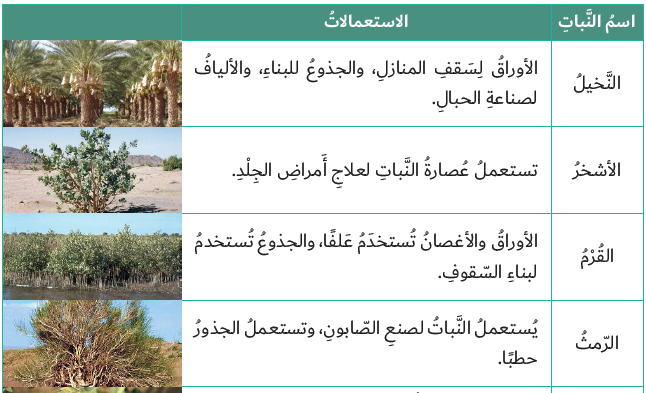 اسمُ النَّباتِ
الاستعمالاتُ
النَّخيلُ
الأوراقُ لِسَقفِ المنازلِ، والجذوعُ للبناءِ، والأليافُ
لصناعةِ الحبالِ.
الأشخرُ
تستعملُ عُصارةُ النَّباتِ لعلاجِ أَمراضِ الجِلْدِ.
القُرْمُ
الأوراقُ والأغصانُ تُستخدَمُ عَلفًا، والجذوعُ تُستخدمُ
لبناءِ السّقوفِ.
الرّمثُ
يُستعملُ النَّباتُ لصنعِ الصّابونِ، وتستعملُ الجذورُ
حطبًا.